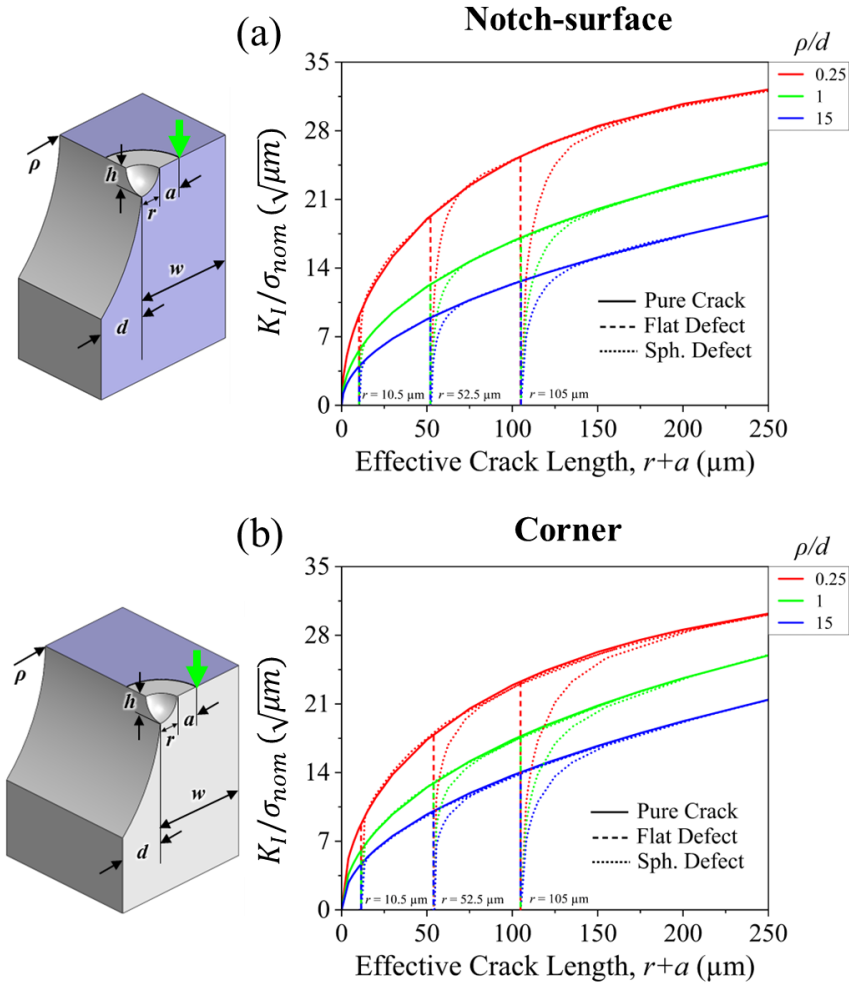 (a)
Notch-surface
ρ/d
0.25
1
15
ρ
h
a
r
w
d
K_I/σ_nom (√μm)
35
28
21
14
7
0
Pure Crack
Flat Defect
Sph. Defect
r = 10.5 μm
r = 52.5 μm
r = 105 μm
0 50 100 150 200 250
Effective Crack Length, r+a (μm)
(b)
Corner
ρ/d
0.25
1
15
ρ
h
a
r
w
d
K_I/σ_nom (√μm)
35
28
21
14
7
0
Pure Crack
Flat Defect
Sph. Defect
r = 10.5 μm
r = 52.5 μm
r = 105 μm
0 50 100 150 200 250
Effective Crack Length, r+a (μm)